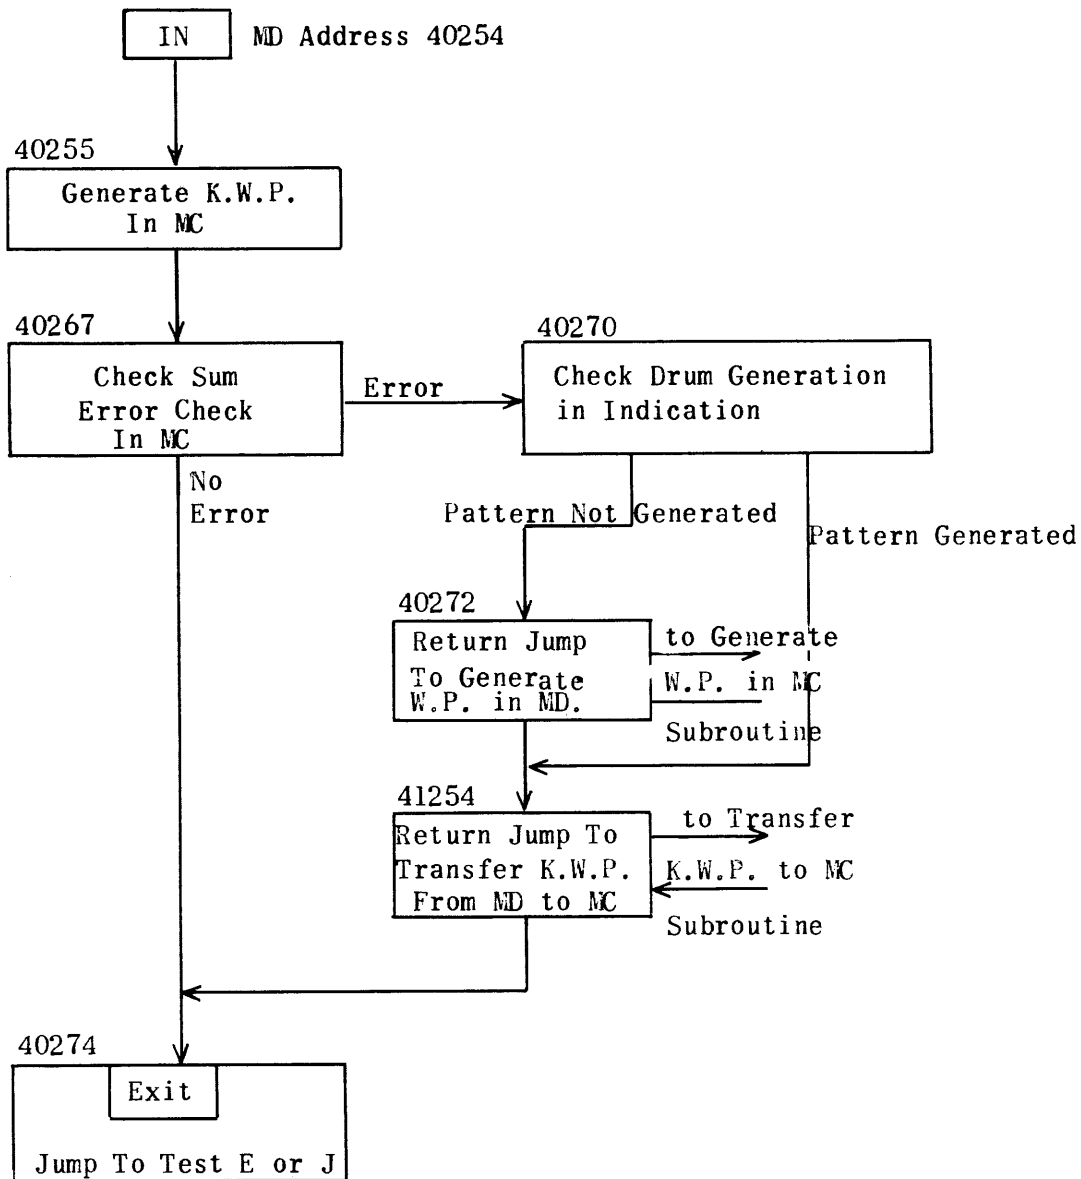 IN
MD Address 40254
40255
Generate K.W.P.
In MC
40267
Check Sum
Error Check
In MC
Error
40270
Check Drum Generation
in Indication
No
Error
Pattern Not Generated
Pattern Generated
40272
Return Jump
To Generate
W.P. in MD.
to Generate
W.P. in MC
Subroutine
41254
Return Jump To
Transfer K.W.P.
From MD to MC
to Transfer
K.W.P. to MC
Subroutine
40274
Exit
Jump To Test E or J